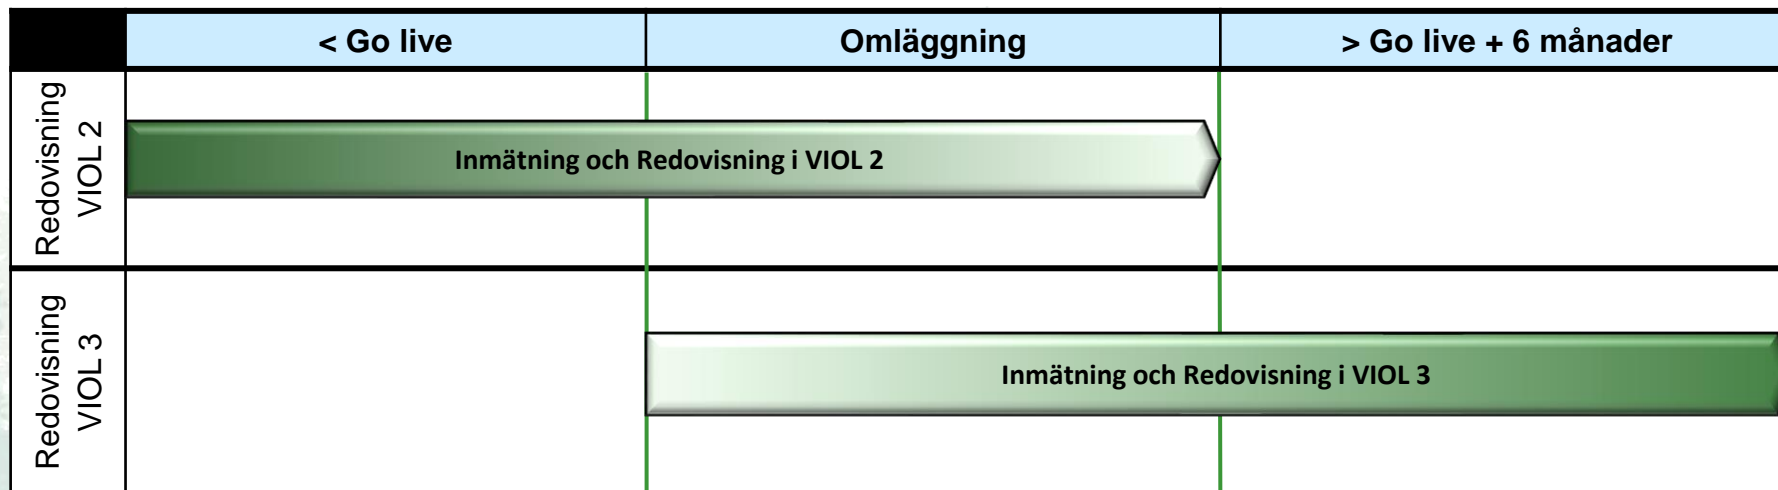 < Go live
Omläggning
> Go live + 6 månader
Redovisning
VIOL 2
Inmätning och Redovisning i VIOL 2
Redovisning
VIOL 3
Inmätning och Redovisning i VIOL 3